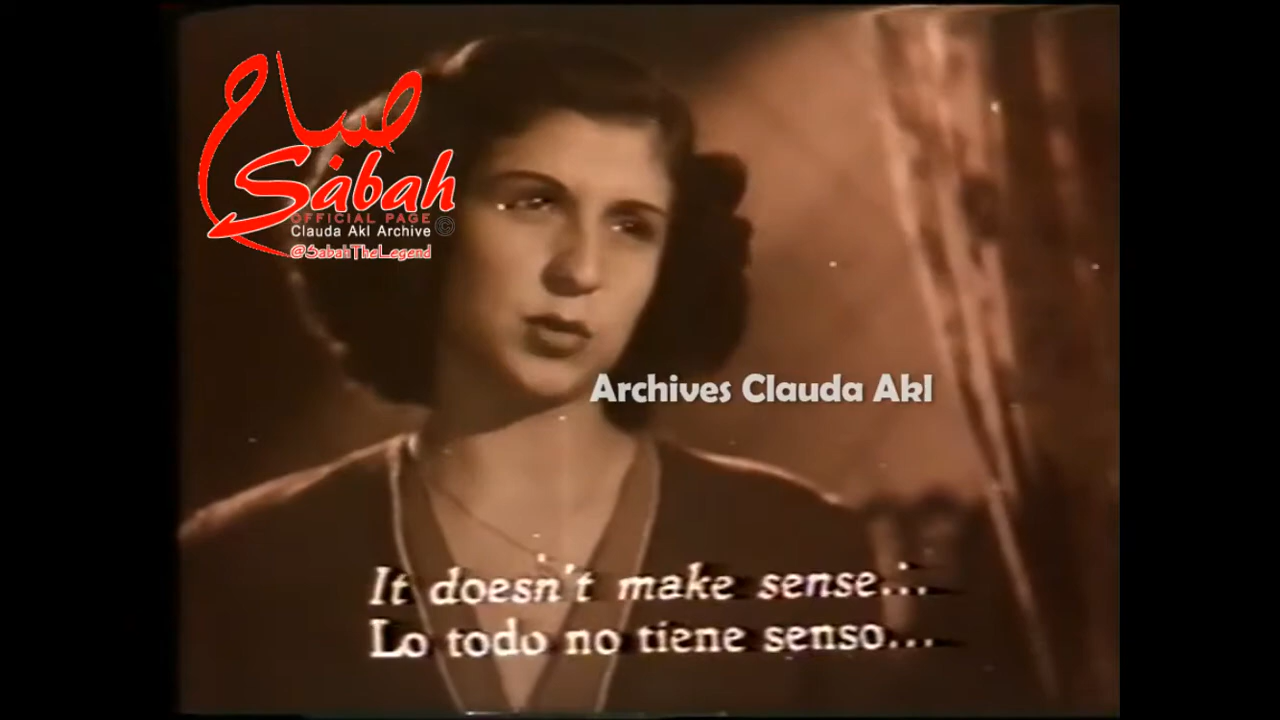 صباح
Sabah
OFFICIAL PAGE
Clauda Akl Archive ©
@SabahTheLegend
Archives Clauda Akl
It doesn't make sense...
Lo todo no tiene senso...